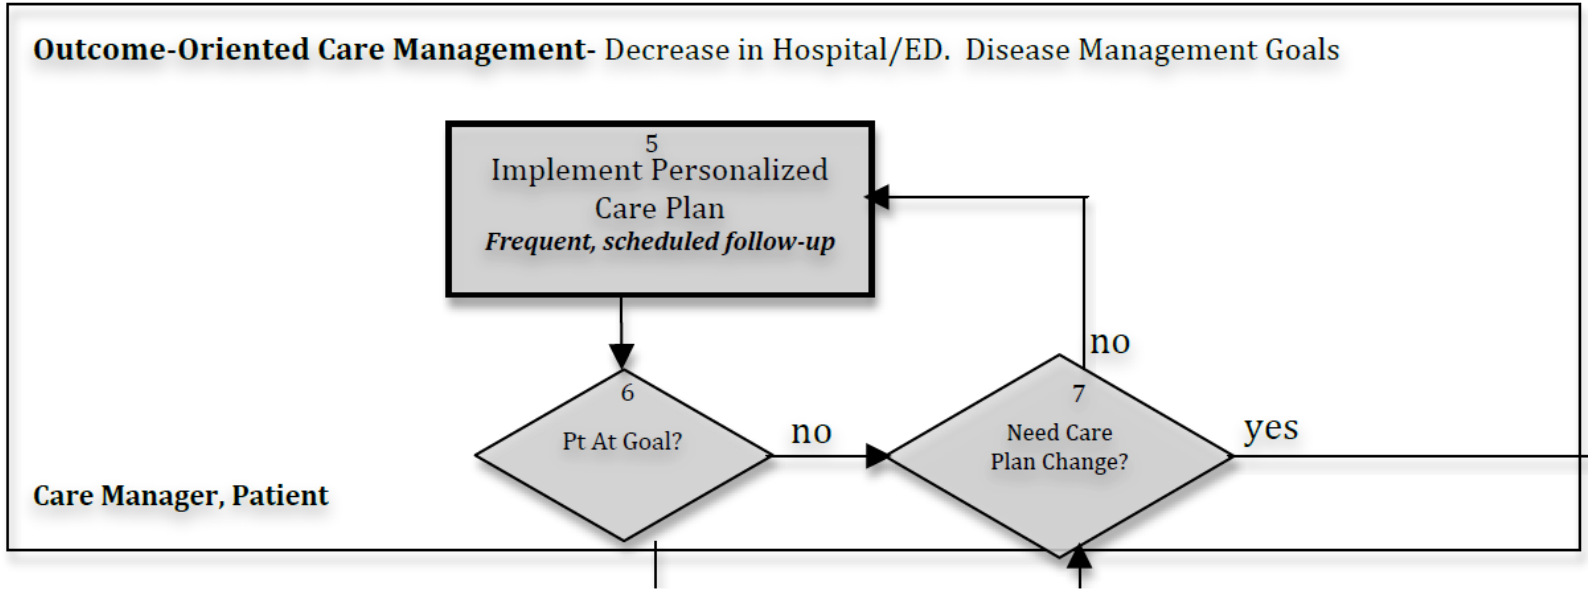 Outcome-Oriented Care Management- Decrease in Hospital/ED.  Disease Management Goals
5
Implement Personalized
Care Plan
Frequent, scheduled follow-up
no
6
Pt At Goal?
no
7
Need Care
Plan Change?
yes
Care Manager, Patient